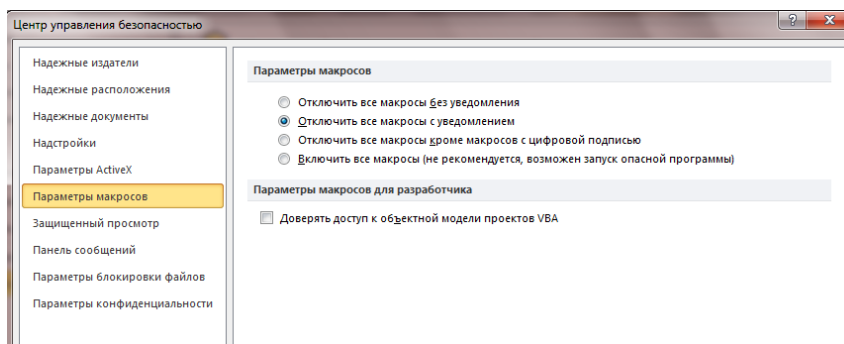 Центр управления безопасностью
Надежные издатели
Надежные расположения
Надежные документы
Надстройки
Параметры ActiveX
Параметры макросов
Защищенный просмотр
Панель сообщений
Параметры блокировки файлов
Параметры конфиденциальности
Параметры макросов
Отключить все макросы без уведомления
Отключить все макросы с уведомлением
Отключить все макросы кроме макросов с цифровой подписью
Включить все макросы (не рекомендуется, возможен запуск опасной программы)
Параметры макросов для разработчика
Доверять доступ к объектной модели проектов VBA